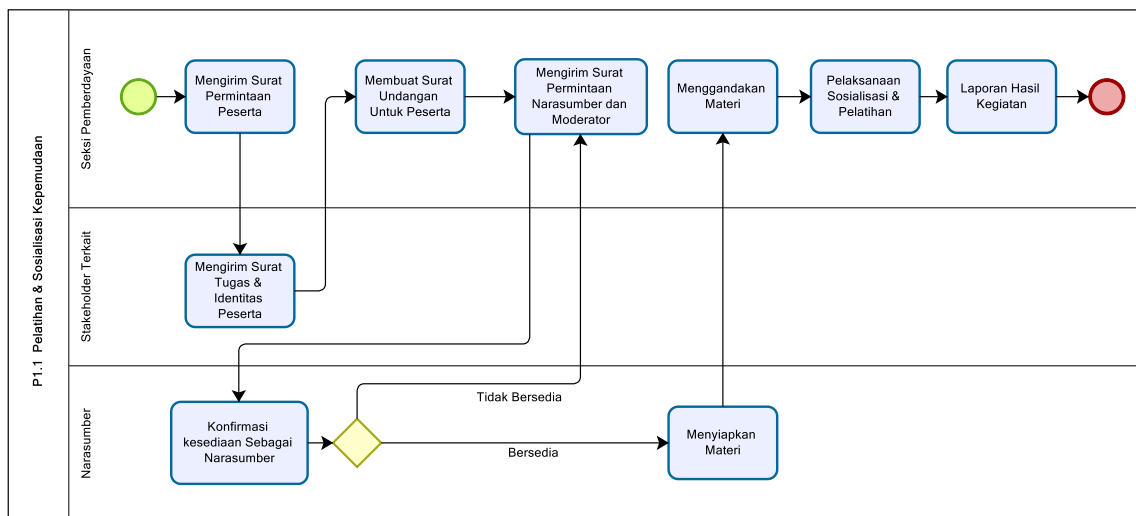 P1.1 Pelatihan & Sosialisasi Kepemudaan
Seksi Pemberdayaan
Mengirim Surat
Permintaan
Peserta
Membuat Surat
Undangan
Untuk Peserta
Mengirim Surat
Permintaan
Narasumber dan
Moderator
Menggandakan
Materi
Pelaksanaan
Sosialisasi &
Pelatihan
Laporan Hasil
Kegiatan
Stakeholder Terkait
Mengirim Surat
Tugas &
Identitas
Peserta
Narasumber
Konfirmasi
kesediaan Sebagai
Narasumber
Tidak Bersedia
Bersedia
Menyiapkan
Materi